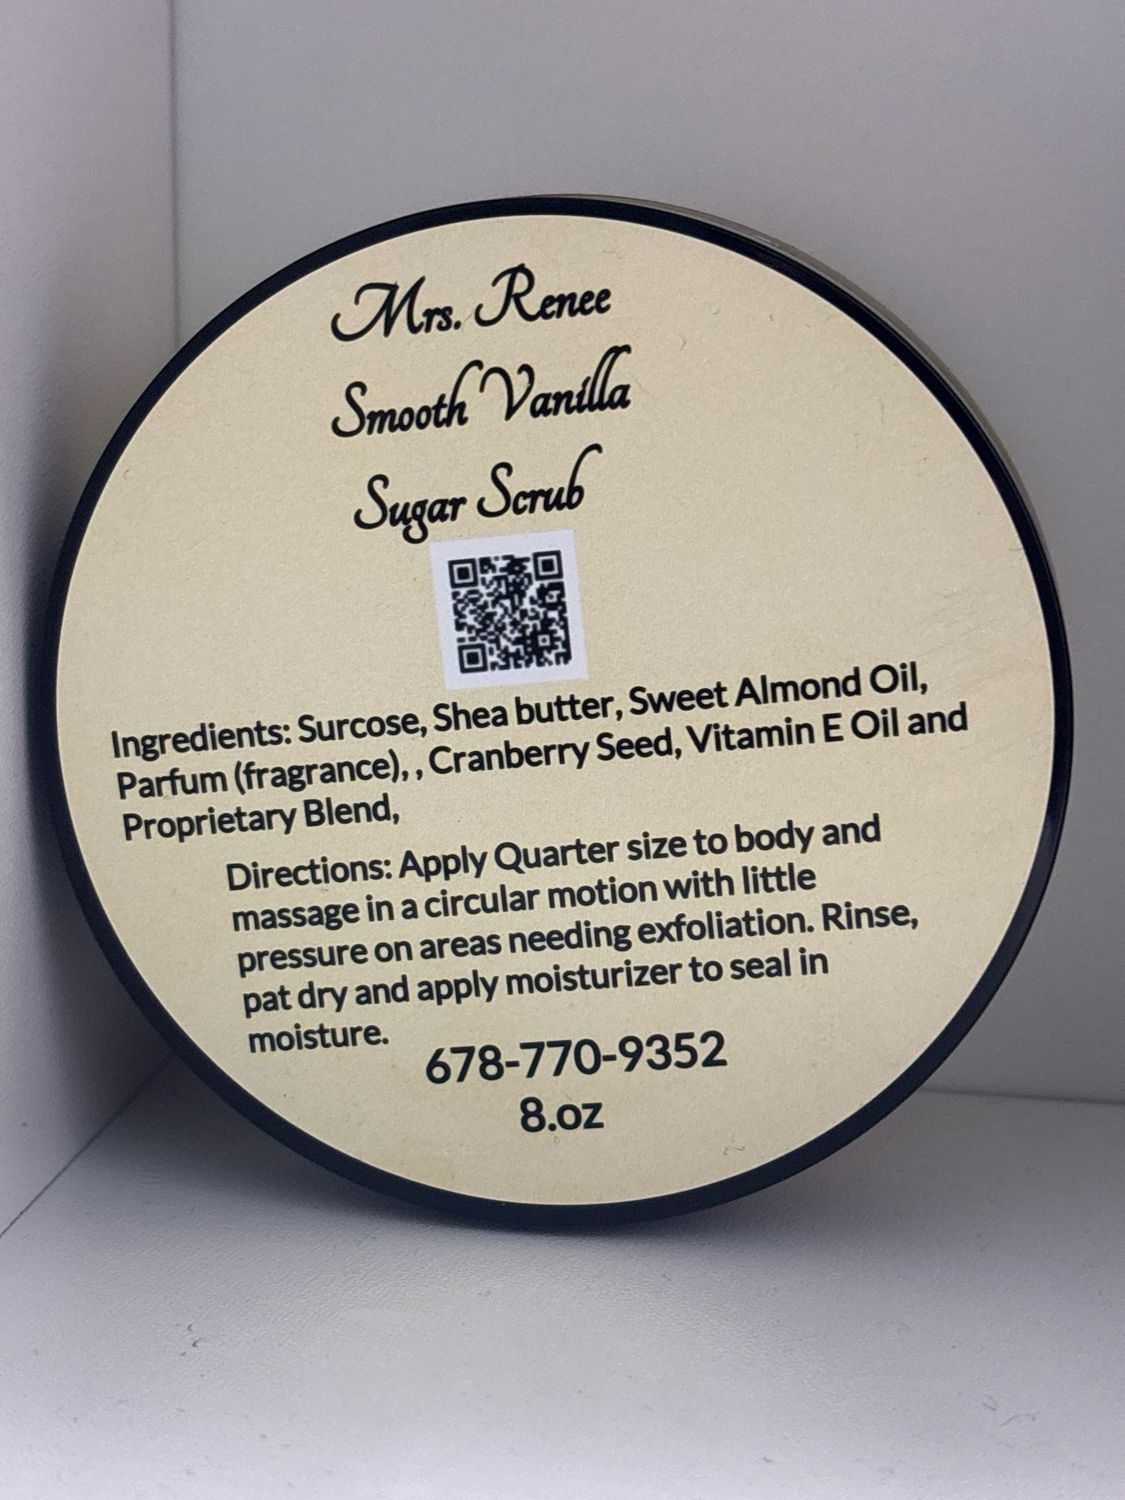 Mrs. Renee
Smooth Vanilla
Sugar Scrub
Ingredients: Surcose, Shea butter, Sweet Almond Oil,
Parfum (fragrance), , Cranberry Seed, Vitamin E Oil and
Proprietary Blend,
Directions: Apply Quarter size to body and
massage in a circular motion with little
pressure on areas needing exfoliation. Rinse,
pat dry and apply moisturizer to seal in
moisture.
678-770-9352
8.oz